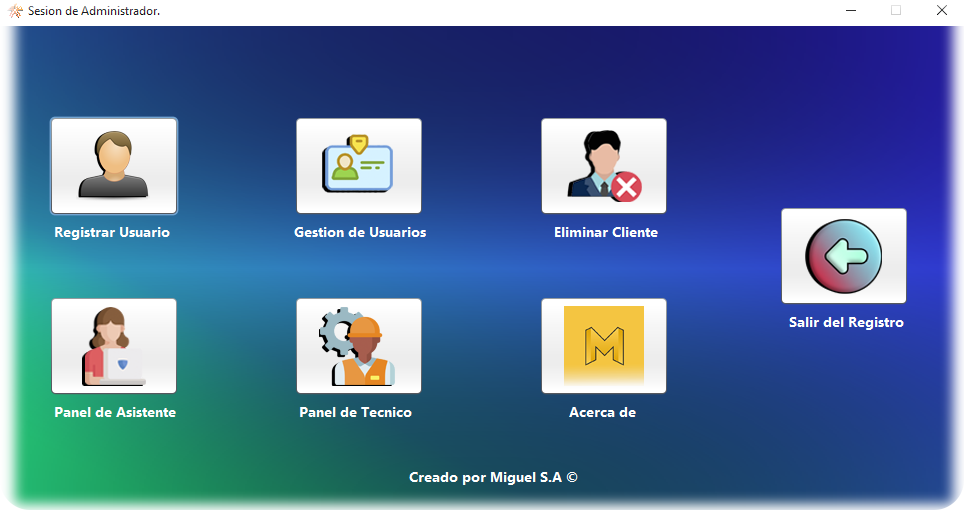 Sesion de Administrador.
Registrar Usuario
Gestion de Usuarios
Eliminar Cliente
Salir del Registro
Panel de Asistente
Panel de Tecnico
M
Acerca de
Creado por Miguel S.A ©